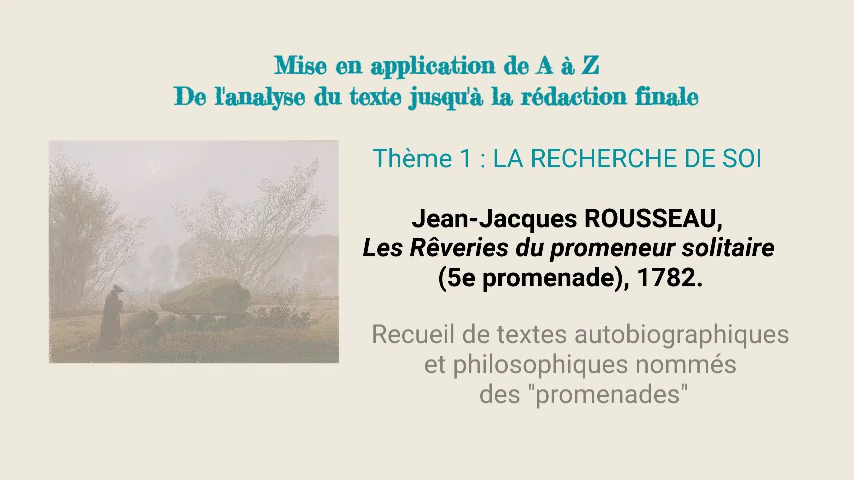 Mise en application de A à Z
De l'analyse du texte jusqu'à la rédaction finale
Thème 1 : LA RECHERCHE DE SOI
Jean-Jacques ROUSSEAU,
Les Rêveries du promeneur solitaire
(5e promenade), 1782.
Recueil de textes autobiographiques
et philosophiques nommés
des "promenades"